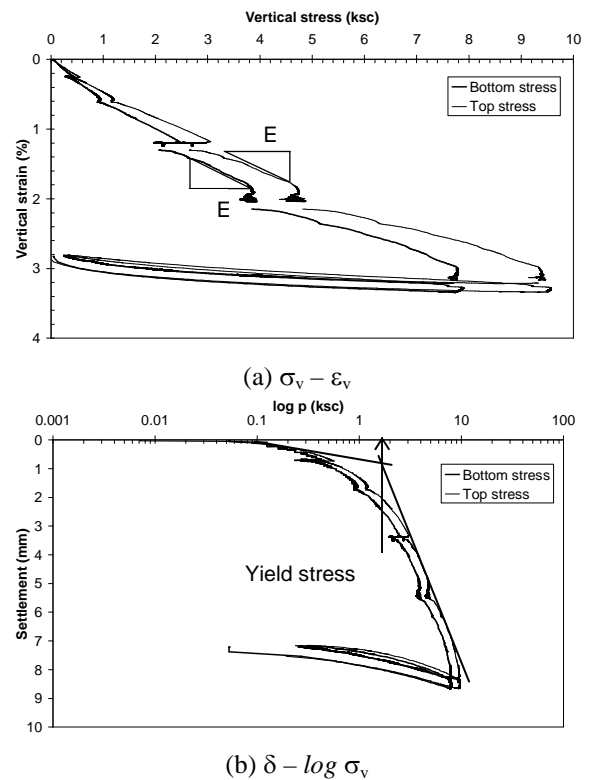 Vertical stress (ksc)
0 1 2 3 4 5 6 7 8 9 10
0
1
2
3
4
Vertical strain (%)
Bottom stress
Top stress
E
E
(a) σv – εv
log p (ksc)
0.001 0.01 0.1 1 10 100
0
1
2
3
4
5
6
7
8
9
10
Settlement (mm)
Bottom stress
Top stress
Yield stress
(b) δ – log σv